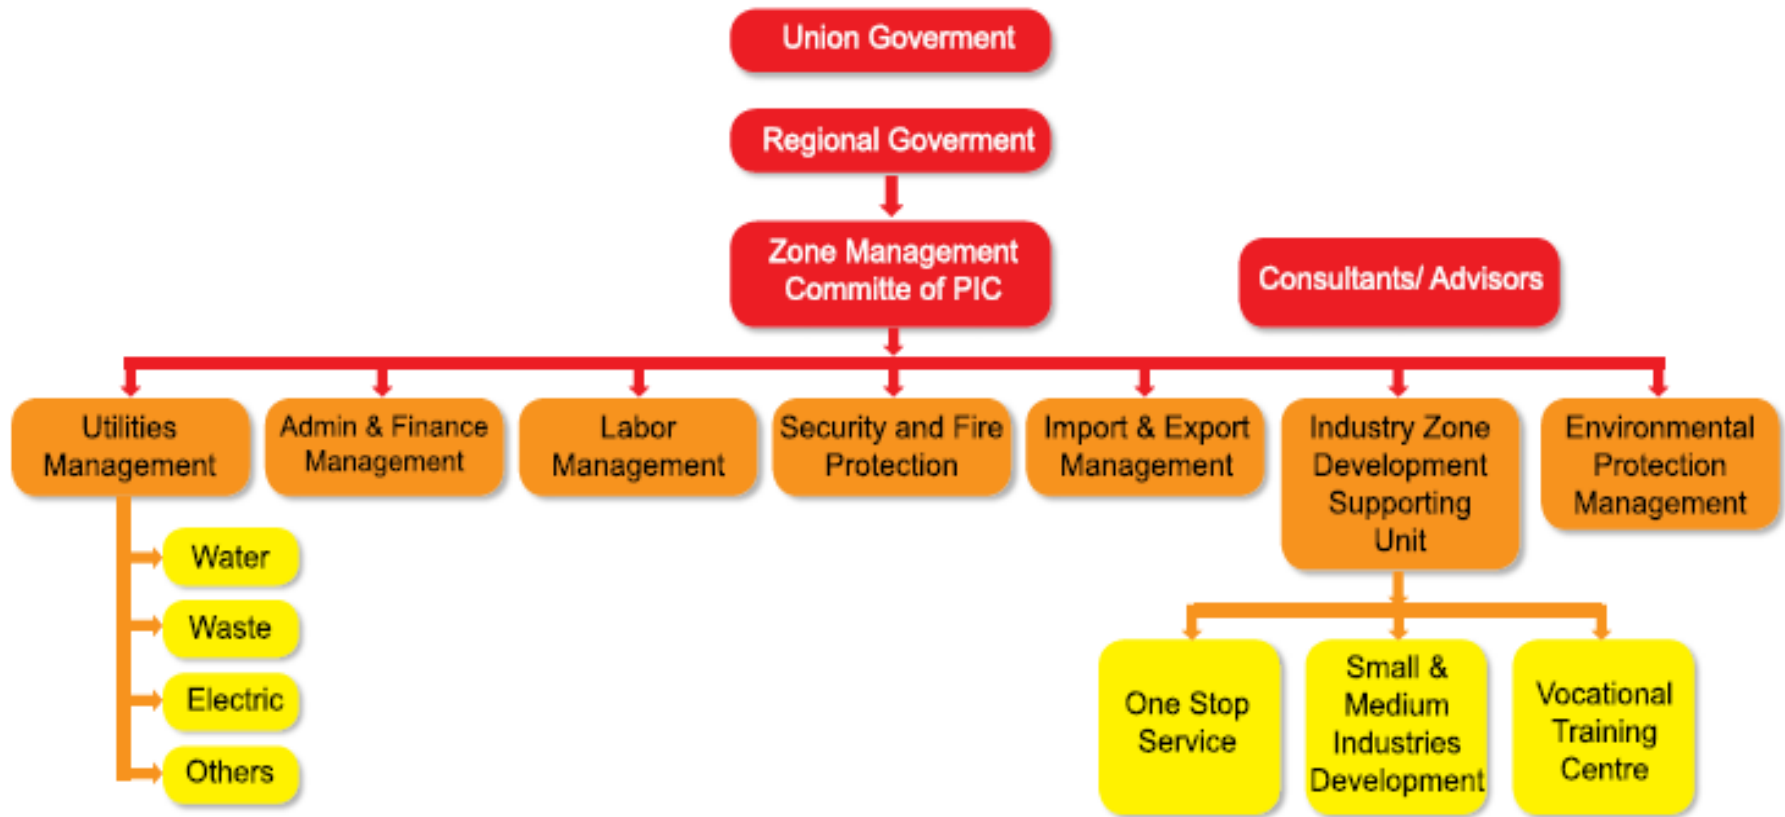 Union Goverment
Regional Goverment
Zone Management
Committe of PIC
Consultants/ Advisors
Utilities
Management
Admin & Finance
Management
Labor
Management
Security and Fire
Protection
Import & Export
Management
Industry Zone
Development
Supporting
Unit
Environmental
Protection
Management
Water
Waste
Electric
Others
One Stop
Service
Small &
Medium
Industries
Development
Vocational
Training
Centre